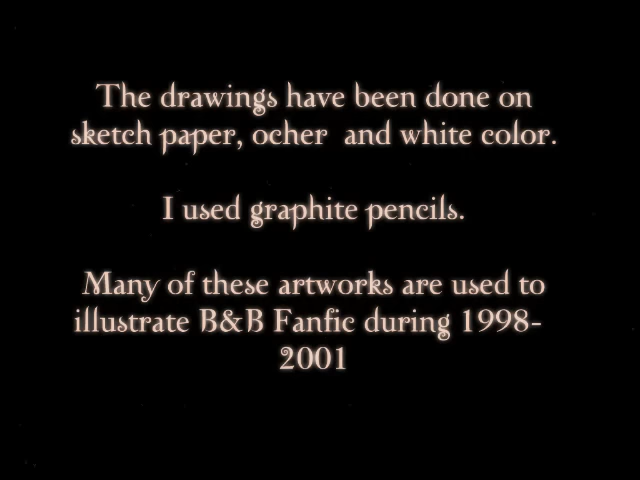 The drawings have been done on
sketch paper, ocher  and white color.
I used graphite pencils.
Many of these artworks are used to
illustrate B&B Fanfic during 1998-
2001